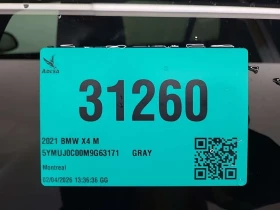 AdESA
31260
2021 BMW X4 M
5YMUJ0C00M9G63171 GRAY
Montreal
02/04/2026 13:36:36 GG